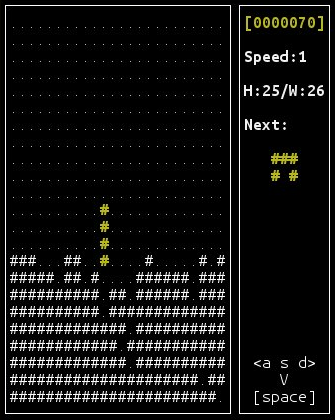 [0000070]
Speed:1
H:25/W:26
Next:
<a s d>
V
[space]